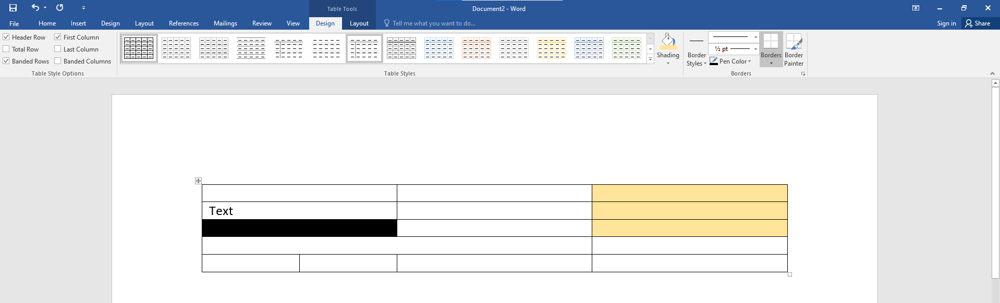 Table Tools
Document2 - Word
File Home Insert Design Layout References Mailings Review View Design Layout Tell me what you want to do... Sign in Share
Header Row First Column
Total Row Last Column
Banded Rows Banded Columns
Table Style Options
Table Styles
Shading
Border Styles
½ pt
Pen Color
Borders
Border Painter
Borders
Text